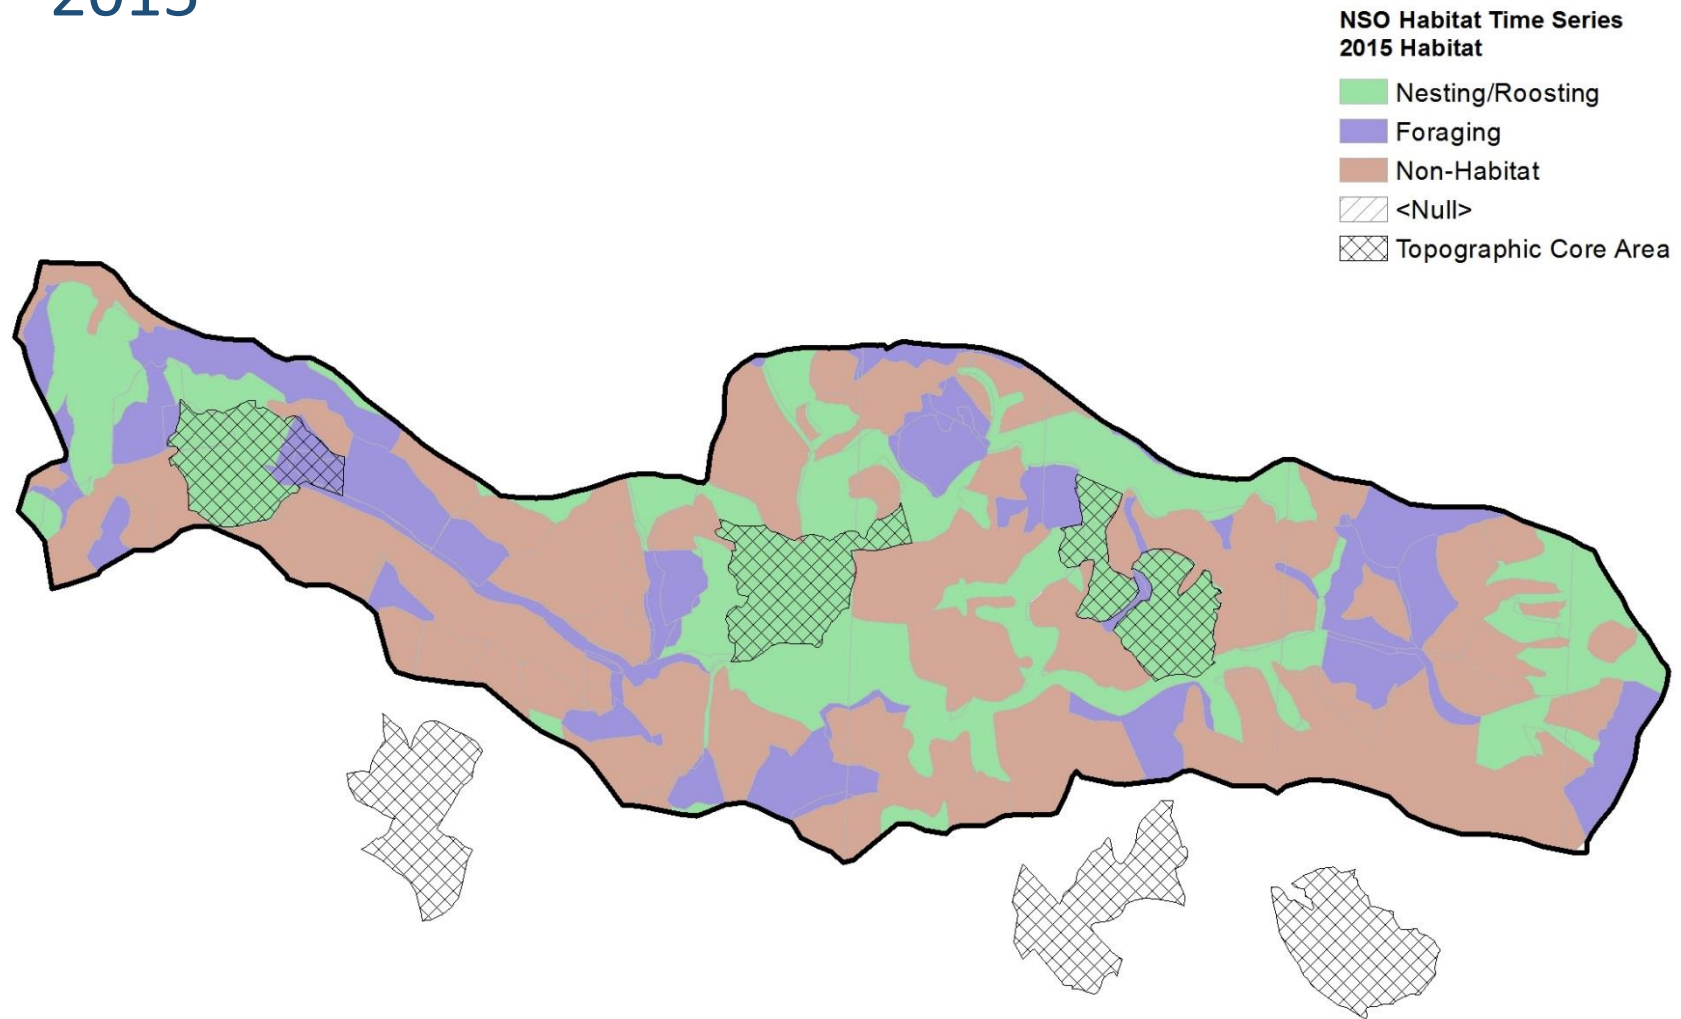 2015
NSO Habitat Time Series
2015 Habitat
Nesting/Roosting
Foraging
Non-Habitat
<Null>
Topographic Core Area